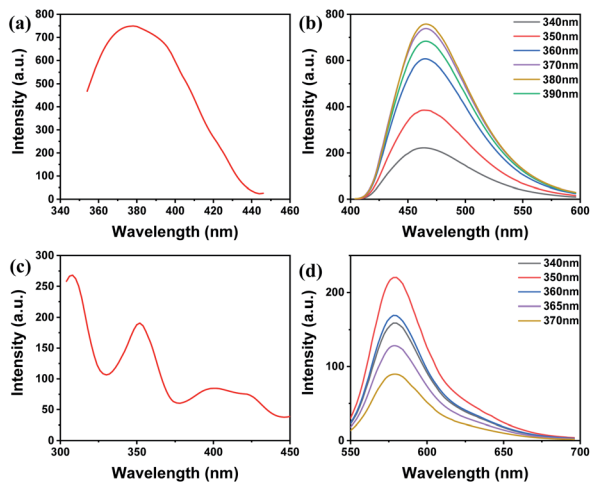 (a)
800
700
600
500
400
300
200
100
0
340 360 380 400 420 440 460
Intensity (a.u.)
Wavelength (nm)
(b)
800
600
400
200
0
400 450 500 550 600
Intensity (a.u.)
Wavelength (nm)
340nm
350nm
360nm
370nm
380nm
390nm
(c)
300
250
200
150
100
50
0
300 350 400 450
Intensity (a.u.)
Wavelength (nm)
(d)
200
100
0
550 600 650 700
Intensity (a.u.)
Wavelength (nm)
340nm
350nm
360nm
365nm
370nm